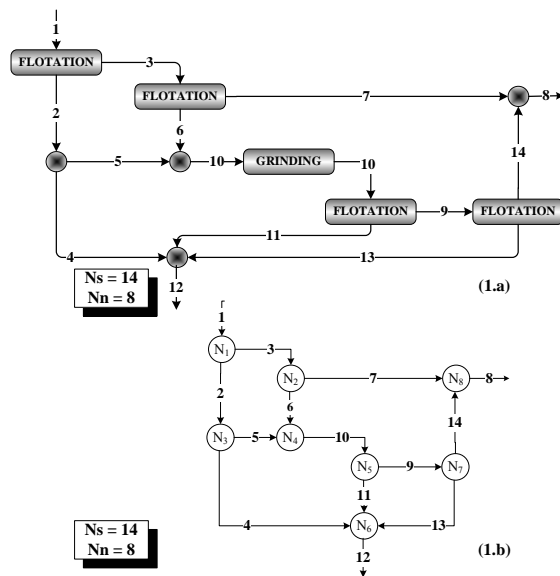 1
FLOTATION
3
FLOTATION
7
8
2
6
14
5
10
GRINDING
10
FLOTATION
9
FLOTATION
11
4
13
12
(1.a)
Ns = 14
Nn = 8
1
N1
3
N2
7
N8
8
2
6
14
N3
5
N4
10
N5
9
N7
11
4
N6
13
12
(1.b)
Ns = 14
Nn = 8